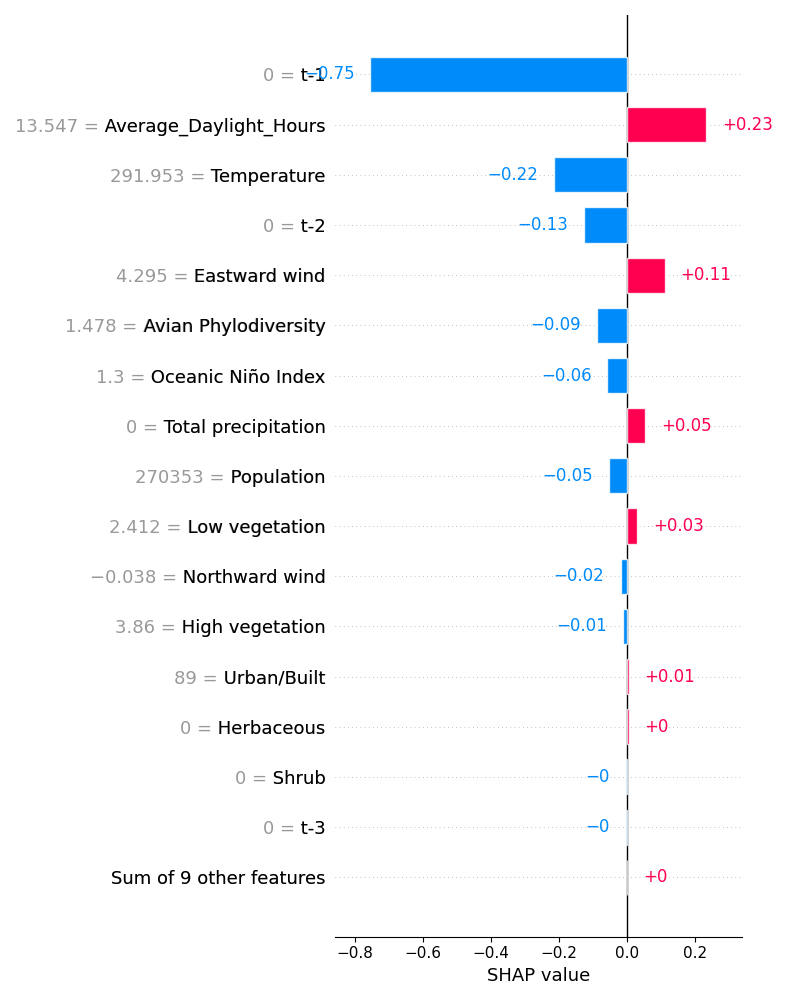 0 = t-1 −0.75
13.547 = Average_Daylight_Hours +0.23
291.953 = Temperature −0.22
0 = t-2 −0.13
4.295 = Eastward wind +0.11
1.478 = Avian Phylodiversity −0.09
1.3 = Oceanic Niño Index −0.06
0 = Total precipitation +0.05
270353 = Population −0.05
2.412 = Low vegetation +0.03
−0.038 = Northward wind −0.02
3.86 = High vegetation −0.01
89 = Urban/Built +0.01
0 = Herbaceous +0
0 = Shrub −0
0 = t-3 −0
Sum of 9 other features +0
−0.8 −0.6 −0.4 −0.2 0.0 0.2
SHAP value